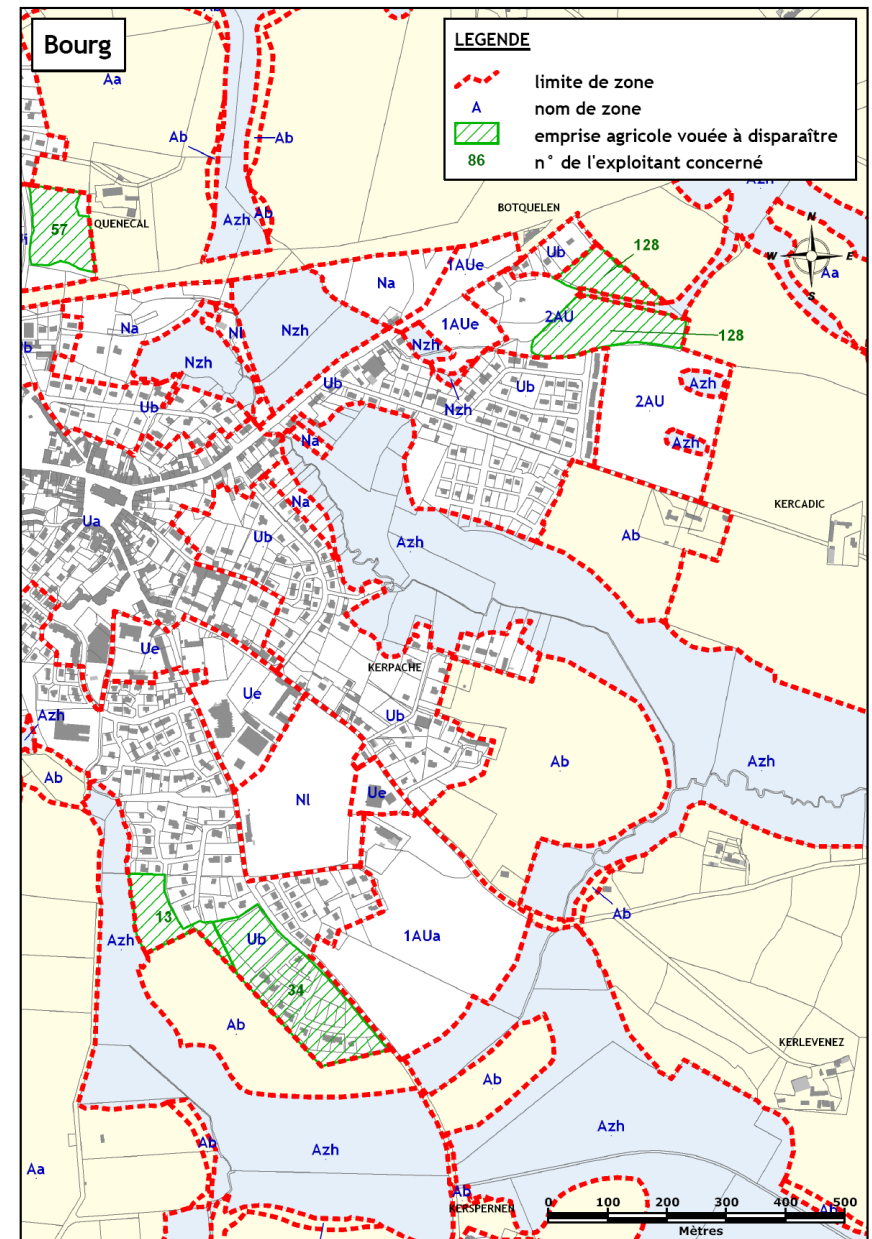 Bourg
LEGENDE
limite de zone
A nom de zone
emprise agricole vouée à disparaître
86 n° de l'exploitant concerné
Aa
Ab
Ab
Azh
57
QUENECAL
Azh
Ab
BOTQUELEN
N
W E
S
Aa
128
Ub
1AUe
Na
Na
Nl
Nzh
1AUe
2AU
128
Nzh
Nzh
Ub
Ub
Nzh
Ub
2AU
Azh
Azh
Na
Na
Ua
Ub
Azh
Ab
KERCADIC
Ue
KERPACHE
Ue
Ub
Azh
Ab
Ab
Azh
Nl
Ue
13
Azh
Ub
1AUa
Ab
34
Ab
Ab
KERLEVENEZ
Azh
Azh
Ab
Aa
Ab
KERSPERNEN
Ab
0 100 200 300 400 500
Mètres